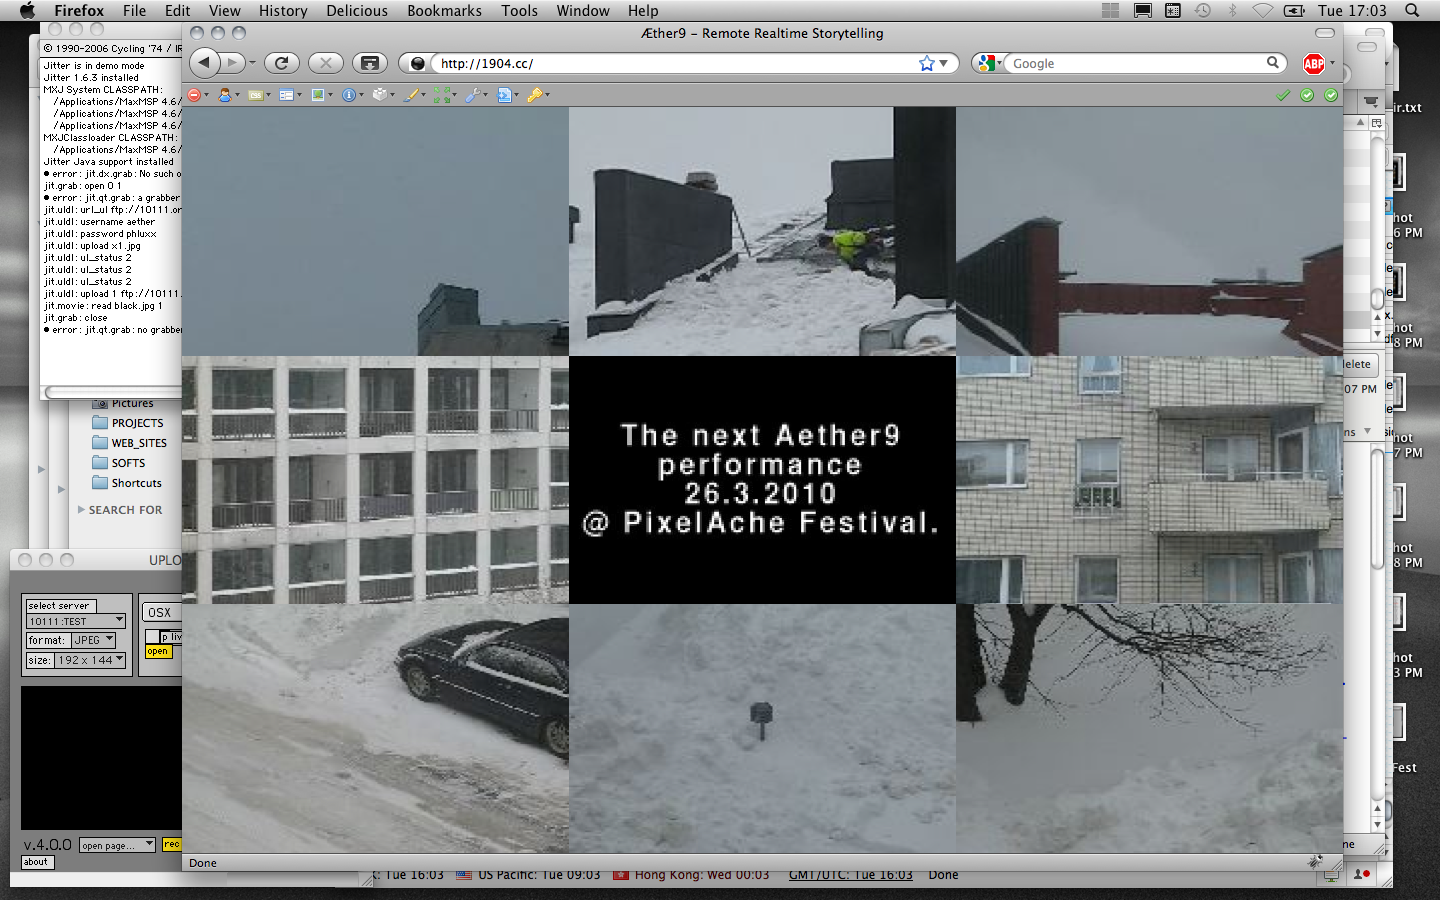 Firefox File Edit View History Delicious Bookmarks Tools Window Help
Tue 17:03
Æther9 - Remote Realtime Storytelling
http://1904.cc/
Google
ABP
© 1990-2006 Cycling '74 / IR
Jitter is in demo mode
Jitter 1.6.3 installed
MXJ System CLASSPATH:
/Applications/MaxMSP 4.6/
/Applications/MaxMSP 4.6/
/Applications/MaxMSP 4.6/
MXJClassloader CLASSPATH:
/Applications/MaxMSP 4.6/
Jitter Java support installed
● error: jit.dx.grab: No such o
jit.grab: open 0 1
● error: jit.qt.grab: a grabber
jit.uldl: url_ul ftp://10111.or
jit.uldl: username aether
jit.uldl: password phluxx
jit.uldl: upload x1.jpg
jit.uldl: ul_status 2
jit.uldl: ul_status 2
jit.uldl: ul_status 2
jit.uldl: upload 1 ftp://10111.
jit.movie: read black.jpg 1
jit.grab: close
● error: jit.qt.grab: no grabber
Pictures
PROJECTS
WEB_SITES
SOFTS
Shortcuts
SEARCH FOR
The next Aether9
performance
26.3.2010
@ PixelAche Festival.
UPLO
select server
10111:TEST
format: JPEG
size: 192 x 144
OSX
p liv
open
v.4.0.0
open page...
rec
about
Done
: Tue 16:03 US Pacific: Tue 09:03 Hong Kong: Wed 00:03 GMT/UTC: Tue 16:03 Done
ir.txt
hot
6 PM
hot
8 PM
elete
07 PM
ns
hot
7 PM
hot
8 PM
hot
3 PM
Fest
ne